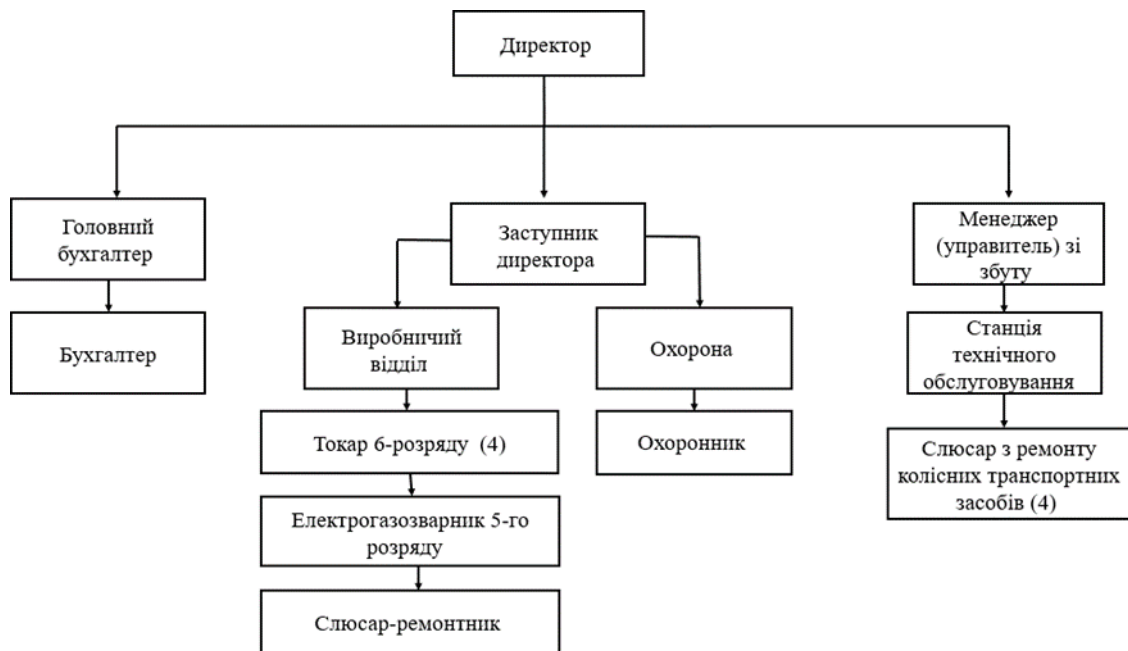 Директор
Головний
бухгалтер
Заступник
директора
Менеджер
(управитель) зі
збуту
Бухгалтер
Виробничий
відділ
Охорона
Станція
технічного
обслуговування
Токар 6-розряду (4)
Охоронник
Слюсар з ремонту
колісних транспортних
засобів (4)
Електрогазозварник 5-го
розряду
Слюсар-ремонтник